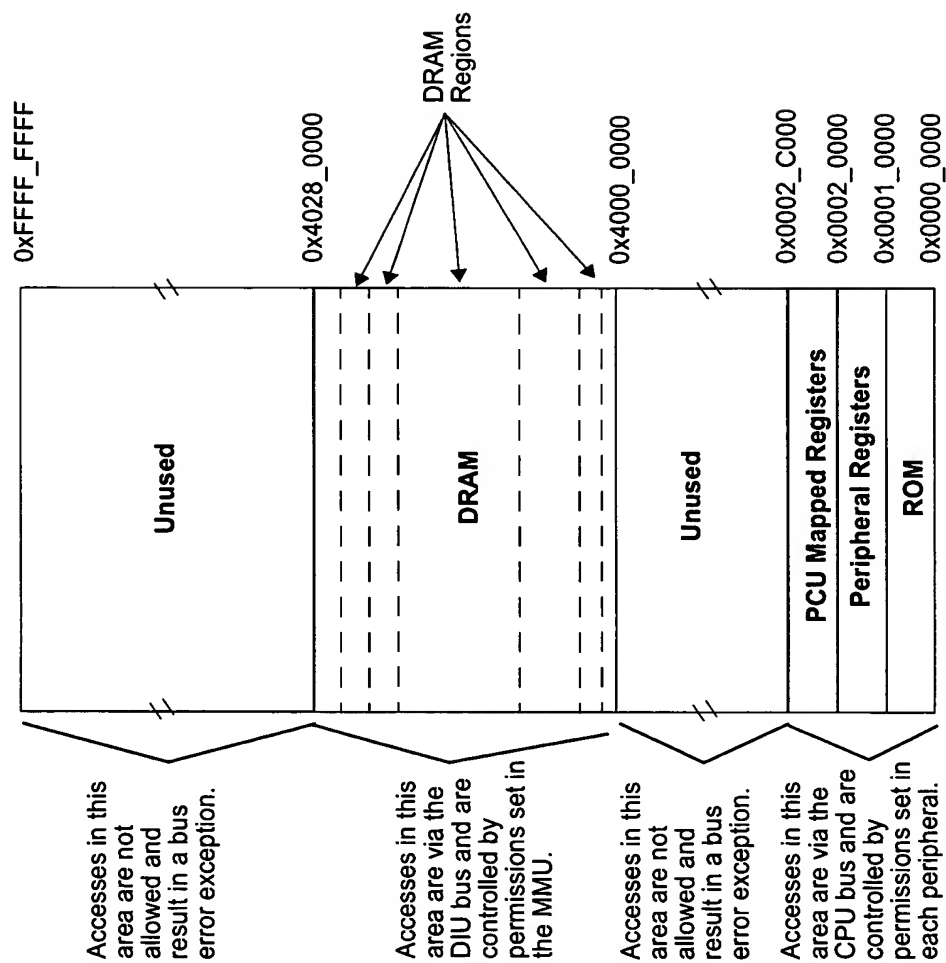 0xFFFF_FFFF
Unused
Accesses in this
area are not
allowed and
result in a bus
error exception.
0x4028_0000
DRAM
Regions
DRAM
Accesses in this
area are via the
DIU bus and are
controlled by
permissions set in
the MMU.
0x4000_0000
Unused
Accesses in this
area are not
allowed and
result in a bus
error exception.
0x0002_C000
PCU Mapped Registers
0x0002_0000
Peripheral Registers
0x0001_0000
ROM
0x0000_0000
Accesses in this
area are via the
CPU bus and are
controlled by
permissions set in
each peripheral.